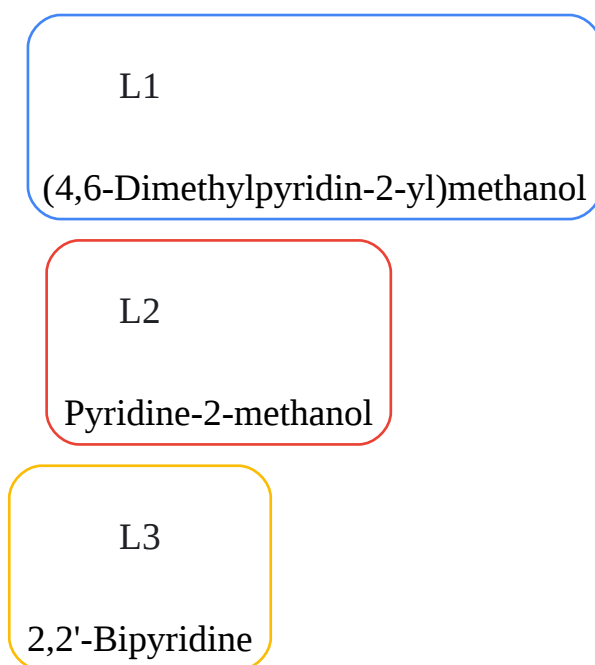 L1
(4,6-Dimethylpyridin-2-yl)methanol
L2
Pyridine-2-methanol
L3
2,2'-Bipyridine